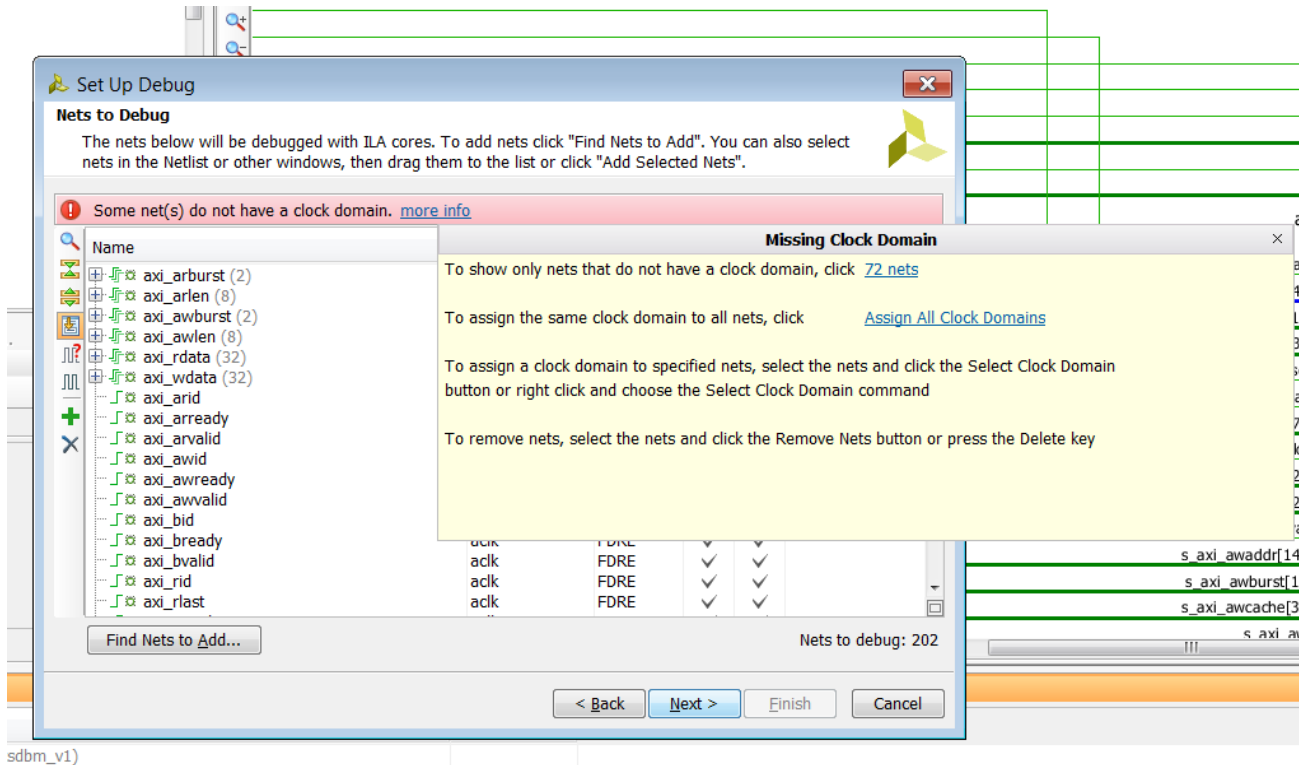 Set Up Debug
Nets to Debug
The nets below will be debugged with ILA cores. To add nets click "Find Nets to Add". You can also select
nets in the Netlist or other windows, then drag them to the list or click "Add Selected Nets".
Some net(s) do not have a clock domain. more info
Name
Missing Clock Domain
To show only nets that do not have a clock domain, click 72 nets
To assign the same clock domain to all nets, click Assign All Clock Domains
To assign a clock domain to specified nets, select the nets and click the Select Clock Domain
button or right click and choose the Select Clock Domain command
To remove nets, select the nets and click the Remove Nets button or press the Delete key
axi_arburst (2)
axi_arlen (8)
axi_awburst (2)
axi_awlen (8)
axi_rdata (32)
axi_wdata (32)
axi_arid
axi_arready
axi_arvalid
axi_awid
axi_awready
axi_awvalid
axi_bid
axi_bready aclk FDRE
axi_bvalid aclk FDRE
axi_rid aclk FDRE
axi_rlast aclk FDRE
s_axi_awaddr[14
s_axi_awburst[1
s_axi_awcache[3
s_axi_aw
Find Nets to Add...
Nets to debug: 202
< Back
Next >
Finish
Cancel
sdbm_v1)